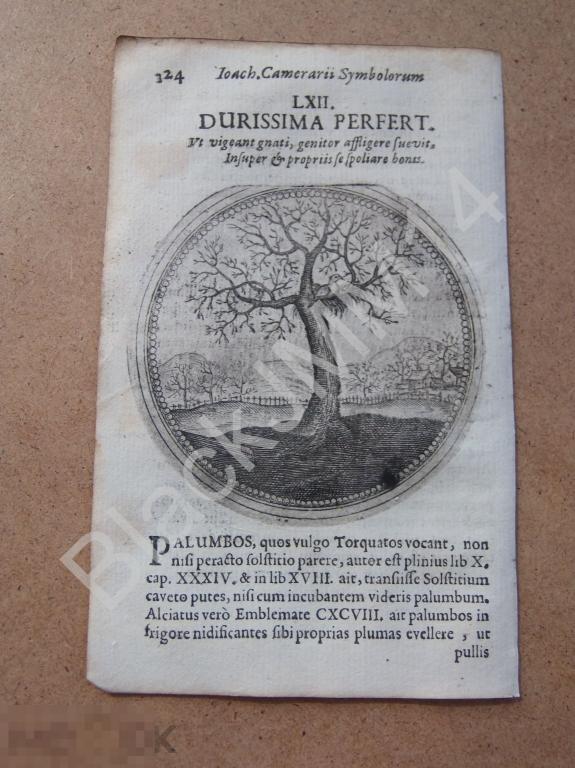 324 Ioach. Camerarii Symbolorum
LXII.
DURISSIMA PERFERT.
Vt vigeant gnati, genitor affligere suevit.
Insuper & propriis se spoliare bonis.
PALUMBOS, quos vulgo Torquatos vocant, non
nisi peracto solstitio parere, autor est plinius lib X.
cap. XXXIV. & in lib XVIII. ait, transiisse Solstitium
caveto putes, nisi cum incubantem videris palumbum.
Alciatus verò Emblemate CXCVIII. ait palumbos in
frigore nidificantes sibi proprias plumas evellere, ut
pullis
BlackJMM 4